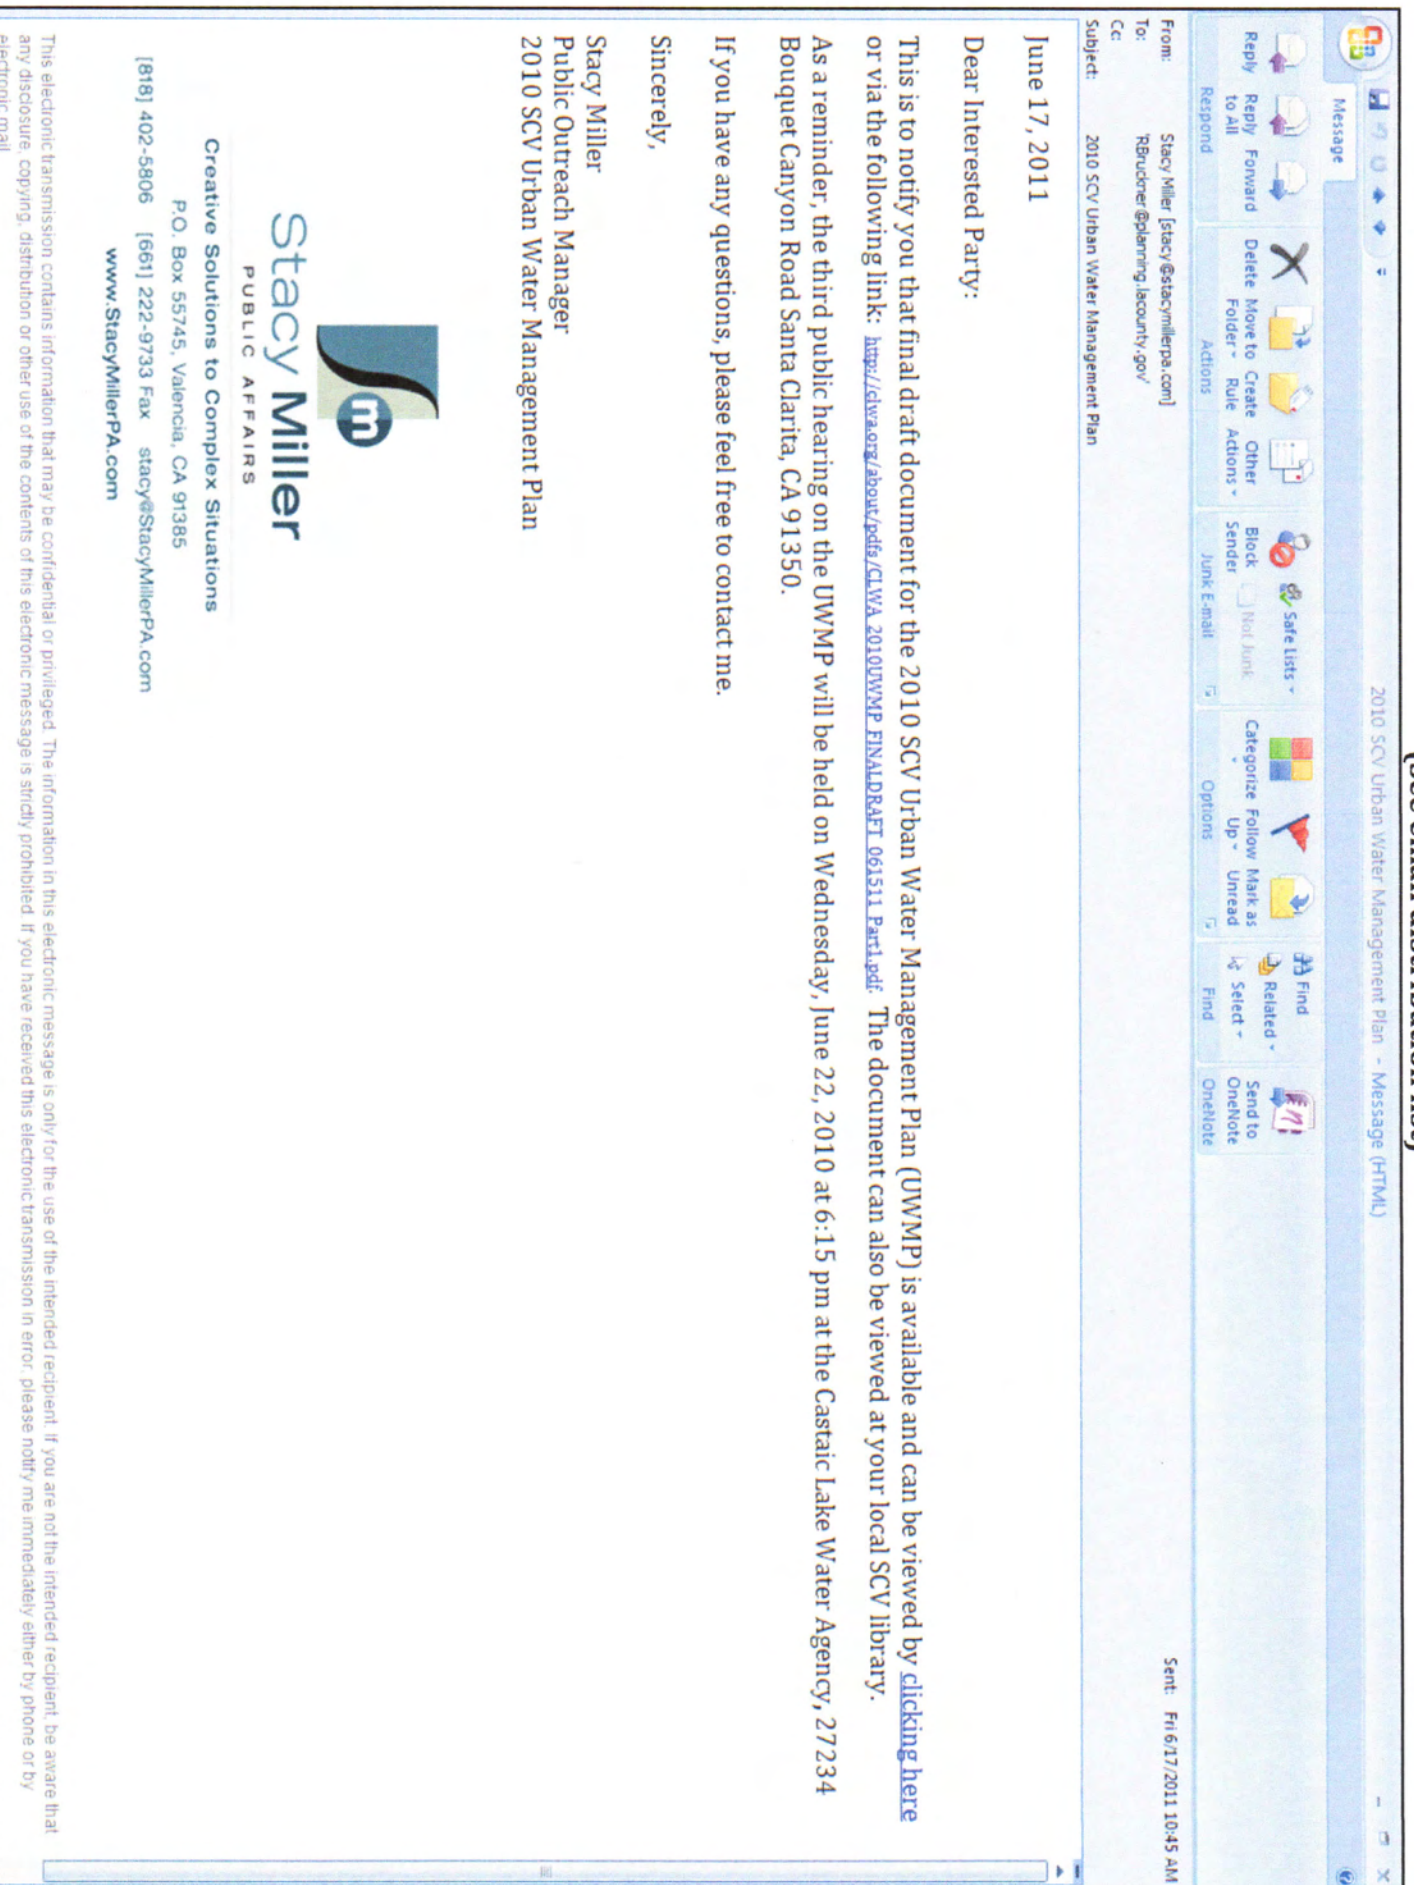 (see email distribution list)
2010 SCV Urban Water Management Plan - Message (HTML)
Message
Reply Reply to All Forward
Respond
Delete Move to Folder Create Rule Other Actions
Actions
Block Sender Safe Lists Not Junk
Junk E-mail
Categorize Follow Up Mark as Unread
Options
Find Related Select
Find
Send to OneNote
OneNote
From: Stacy Miller [stacy@stacymillerpa.com] Sent: Fri 6/17/2011 10:45 AM
To: 'RBruckner@planning.lacounty.gov'
Cc:
Subject: 2010 SCV Urban Water Management Plan
June 17, 2011
Dear Interested Party:
This is to notify you that final draft document for the 2010 SCV Urban Water Management Plan (UWMP) is available and can be viewed by clicking here
or via the following link: http://clwa.org/about/pdfs/CLWA 2010UWMP FINALDRAFT 061511 Part1.pdf. The document can also be viewed at your local SCV library.
As a reminder, the third public hearing on the UWMP will be held on Wednesday, June 22, 2010 at 6:15 pm at the Castaic Lake Water Agency, 27234
Bouquet Canyon Road Santa Clarita, CA 91350.
If you have any questions, please feel free to contact me.
Sincerely,
Stacy Miller
Public Outreach Manager
2010 SCV Urban Water Management Plan
m
Stacy Miller
PUBLIC AFFAIRS
Creative Solutions to Complex Situations
P.O. Box 55745, Valencia, CA 91385
[818] 402-5806 [661] 222-9733 Fax stacy@StacyMillerPA.com
www.StacyMillerPA.com
This electronic transmission contains information that may be confidential or privileged. The information in this electronic message is only for the use of the intended recipient. If you are not the intended recipient, be aware that
any disclosure, copying, distribution or other use of the contents of this electronic message is strictly prohibited. If you have received this electronic transmission in error, please notify me immediately either by phone or by
electronic mail